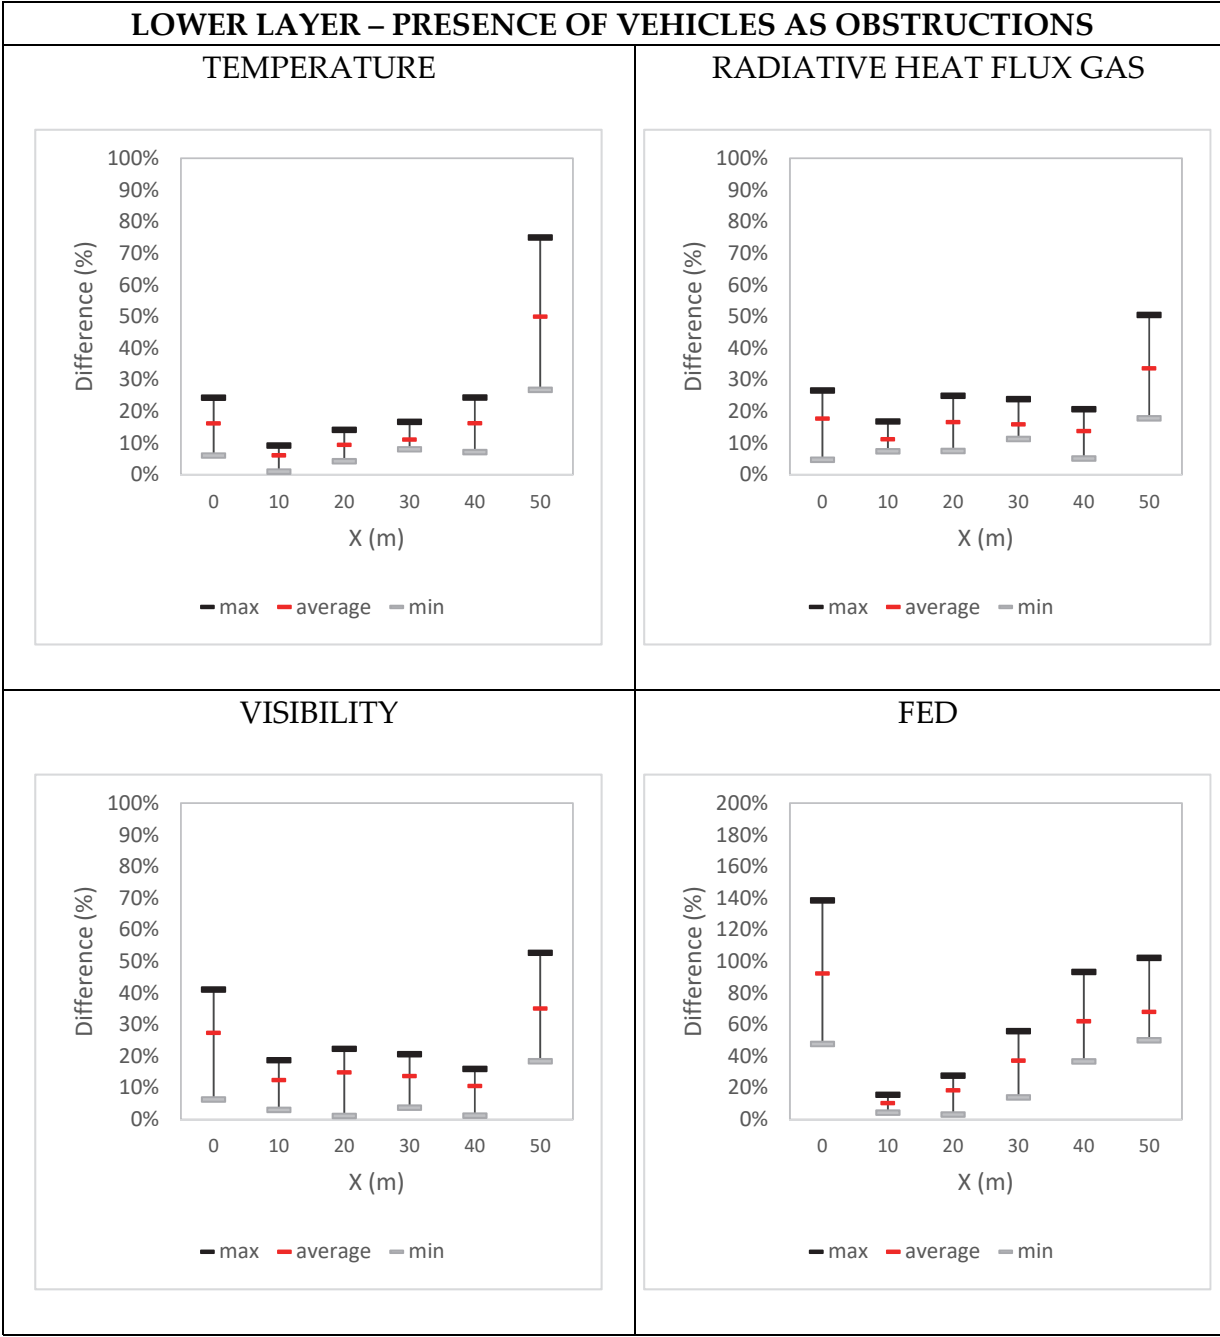 LOWER LAYER – PRESENCE OF VEHICLES AS OBSTRUCTIONS
TEMPERATURE
100%
90%
80%
70%
60%
50%
40%
30%
20%
10%
0%
Difference (%)
0 10 20 30 40 50
X (m)
max average min
RADIATIVE HEAT FLUX GAS
100%
90%
80%
70%
60%
50%
40%
30%
20%
10%
0%
Difference (%)
0 10 20 30 40 50
X (m)
max average min
VISIBILITY
100%
90%
80%
70%
60%
50%
40%
30%
20%
10%
0%
Difference (%)
0 10 20 30 40 50
X (m)
max average min
FED
200%
180%
160%
140%
120%
100%
80%
60%
40%
20%
0%
Difference (%)
0 10 20 30 40 50
X (m)
max average min